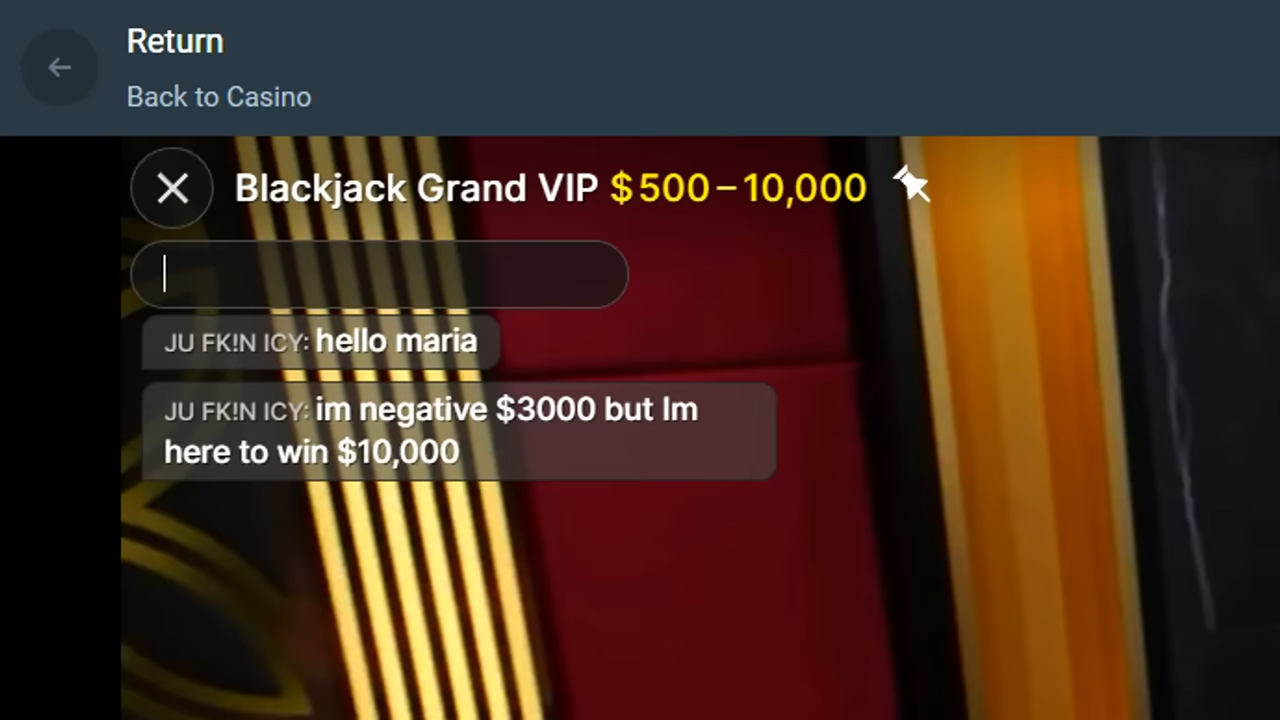 Return
Back to Casino
Blackjack Grand VIP $500–10,000
JU FK!N ICY: hello maria
JU FK!N ICY: im negative $3000 but Im
here to win $10,000